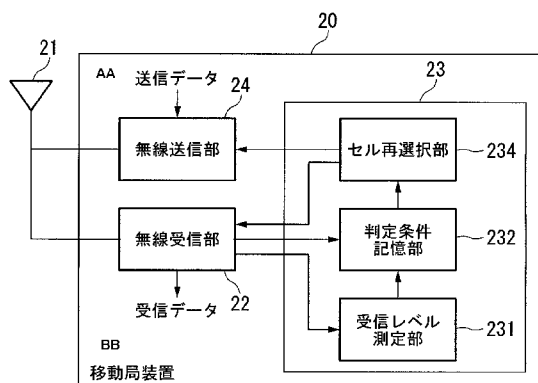 20
21
AA
送信データ
24
23
無線送信部
セル再選択部
234
無線受信部
判定条件
記憶部
232
受信データ
22
受信レベル
測定部
231
BB
移動局装置